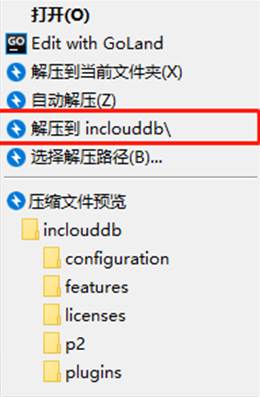 打开(O)
GO Edit with GoLand
解压到当前文件夹(X)
自动解压(Z)
解压到 inclouddb\
选择解压路径(B)...
压缩文件预览
inclouddb
configuration
features
licenses
p2
plugins